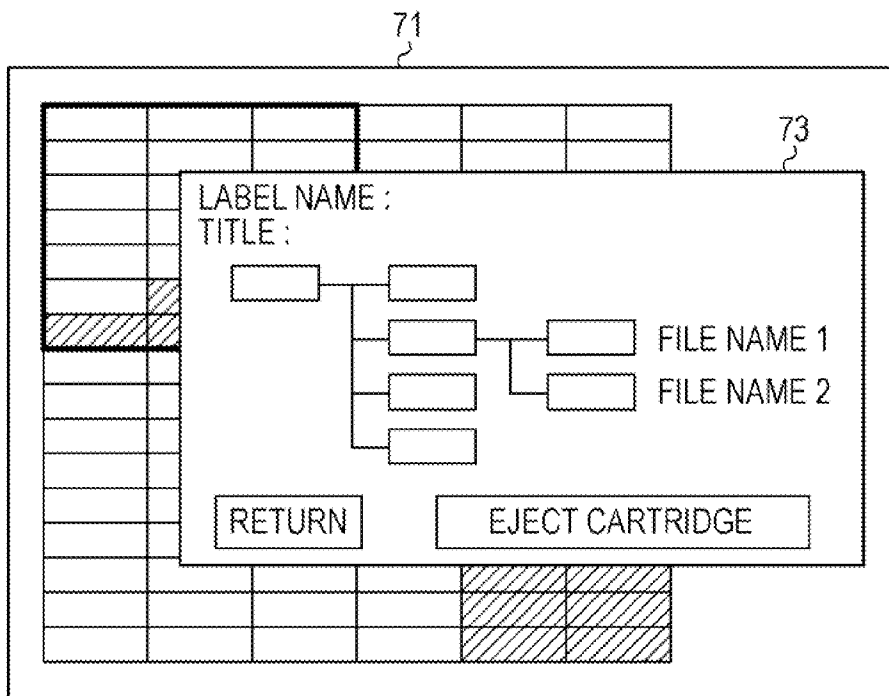 71
73
LABEL NAME :
TITLE :
FILE NAME 1
FILE NAME 2
RETURN
EJECT CARTRIDGE